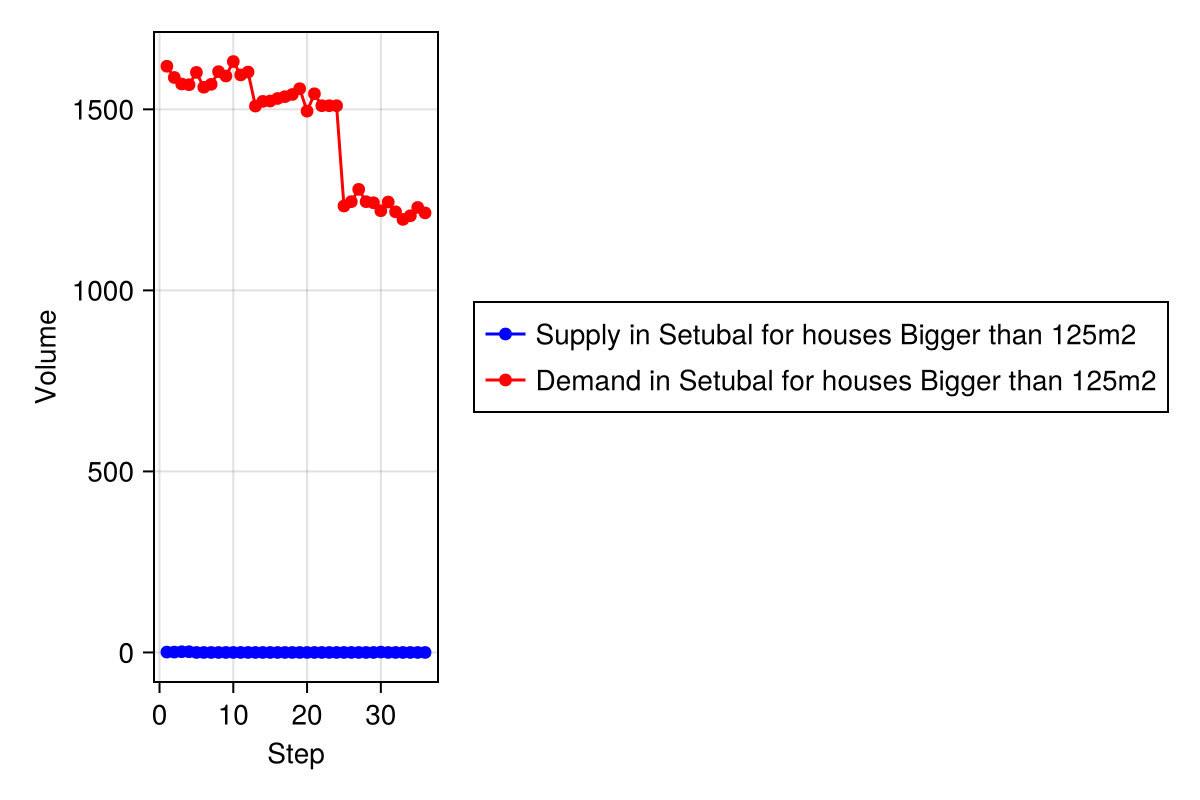 1500
1000
500
0
Volume
0 10 20 30
Step
Supply in Setubal for houses Bigger than 125m2
Demand in Setubal for houses Bigger than 125m2